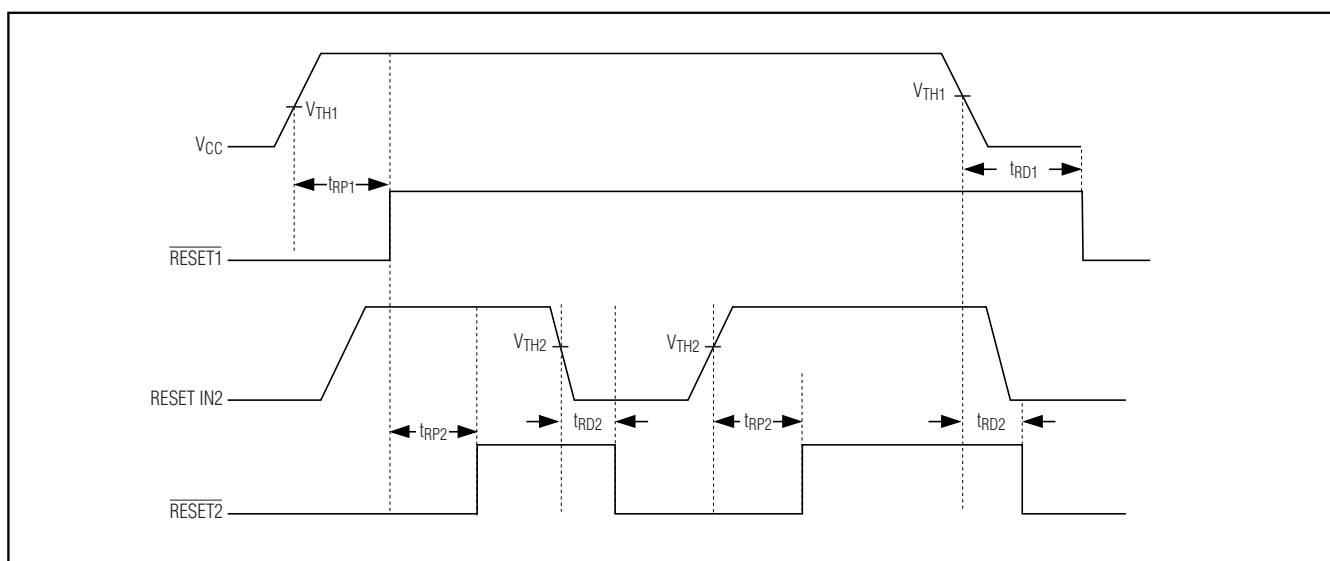 VTH1
VTH1
VCC
tRP1
tRD1
RESET1
VTH2
VTH2
RESET IN2
tRP2
tRD2
tRP2
tRD2
RESET2